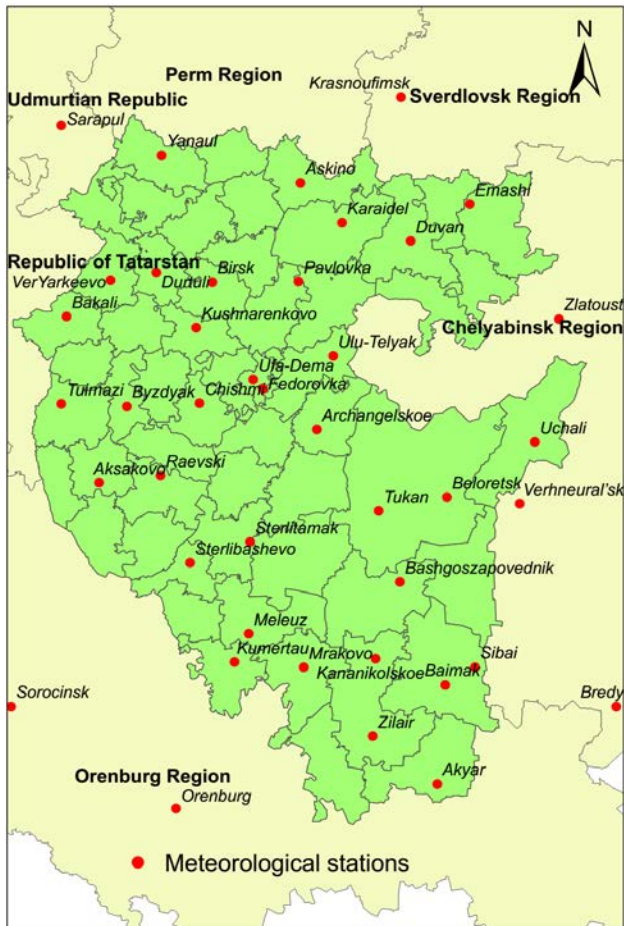 N
Perm Region
Krasnoufimsk
Sverdlovsk Region
Udmurtian Republic
Sarapul
Yanaul
Askino
Emashi
Karaidel
Duvan
Republic of Tatarstan
VerYarkeevo
Durtuli
Birsk
Pavlovka
Bakali
Kushnarenkovo
Zlatoust
Chelyabinsk Region
Ulu-Telyak
Ufa-Dema
Fedorovka
Tuimazi
Byzdyak
Chishmi
Archangelskoe
Uchali
Aksakovo
Raevski
Tukan
Beloretsk
Verhneural'sk
Sterlitamak
Sterlibashevo
Bashgoszapovednik
Meleuz
Kumertau
Mrakovo
Kananikolskoe
Sibai
Baimak
Sorocinsk
Bredy
Zilair
Akyar
Orenburg Region
Orenburg
Meteorological stations